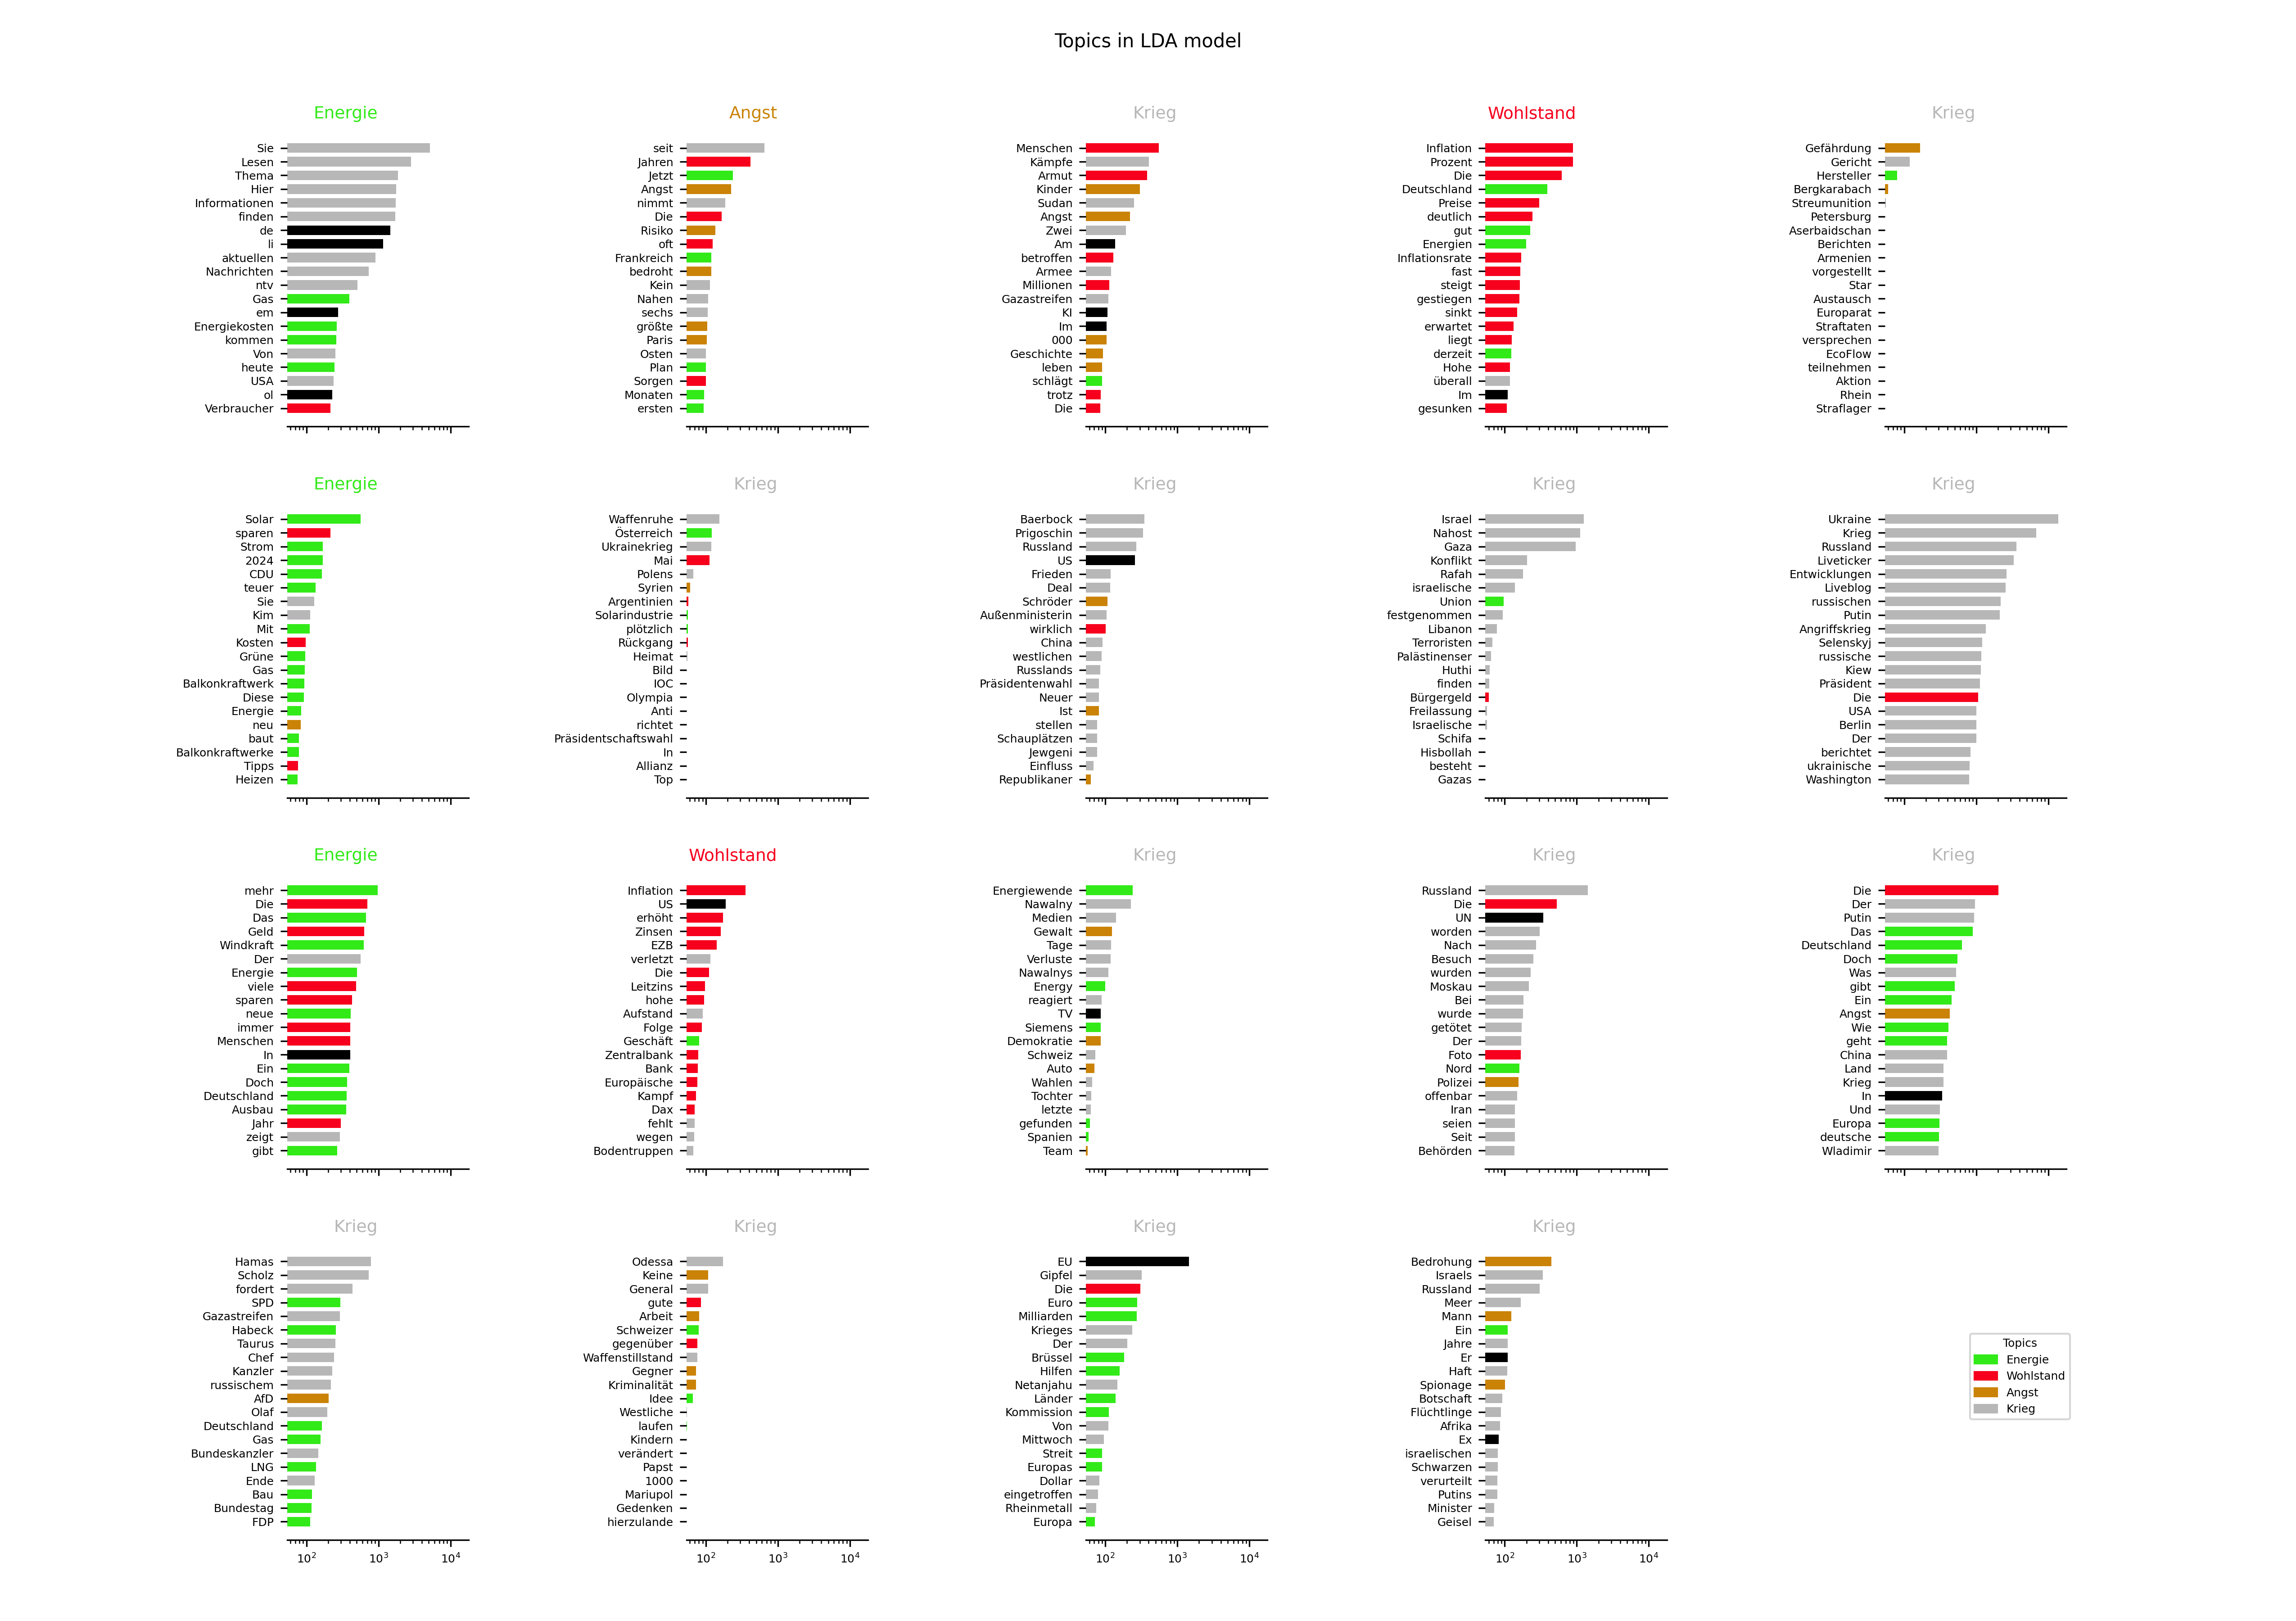 Topics in LDA model
Energie
Sie
Lesen
Thema
Hier
Informationen
finden
de
li
aktuellen
Nachrichten
ntv
Gas
em
Energiekosten
kommen
Von
heute
USA
ol
Verbraucher
Angst
seit
Jahren
Jetzt
Angst
nimmt
Die
Risiko
oft
Frankreich
bedroht
Kein
Nahen
sechs
größte
Paris
Osten
Plan
Sorgen
Monaten
ersten
Krieg
Menschen
Kämpfe
Armut
Kinder
Sudan
Angst
Zwei
Am
betroffen
Armee
Millionen
Gazastreifen
KI
Im
000
Geschichte
leben
schlägt
trotz
Die
Wohlstand
Inflation
Prozent
Die
Deutschland
Preise
deutlich
gut
Energien
Inflationsrate
fast
steigt
gestiegen
sinkt
erwartet
liegt
derzeit
Hohe
überall
Im
gesunken
Krieg
Gefährdung
Gericht
Hersteller
Bergkarabach
Streumunition
Petersburg
Aserbaidschan
Berichten
Armenien
vorgestellt
Star
Austausch
Europarat
Straftaten
versprechen
EcoFlow
teilnehmen
Aktion
Rhein
Straflager
Energie
Solar
sparen
Strom
2024
CDU
teuer
Sie
Kim
Mit
Kosten
Grüne
Gas
Balkonkraftwerk
Diese
Energie
neu
baut
Balkonkraftwerke
Tipps
Heizen
Krieg
Waffenruhe
Österreich
Ukrainekrieg
Mai
Polens
Syrien
Argentinien
Solarindustrie
plötzlich
Rückgang
Heimat
Bild
IOC
Olympia
Anti
richtet
Präsidentschaftswahl
In
Allianz
Top
Krieg
Baerbock
Prigoschin
Russland
US
Frieden
Deal
Schröder
Außenministerin
wirklich
China
westlichen
Russlands
Präsidentenwahl
Neuer
Ist
stellen
Schauplätzen
Jewgeni
Einfluss
Republikaner
Krieg
Israel
Nahost
Gaza
Konflikt
Rafah
israelische
Union
festgenommen
Libanon
Terroristen
Palästinenser
Huthi
finden
Bürgergeld
Freilassung
Israelische
Schifa
Hisbollah
besteht
Gazas
Krieg
Ukraine
Krieg
Russland
Liveticker
Entwicklungen
Liveblog
russischen
Putin
Angriffskrieg
Selenskyj
russische
Kiew
Präsident
Die
USA
Berlin
Der
berichtet
ukrainische
Washington
Energie
mehr
Die
Das
Geld
Windkraft
Der
Energie
viele
sparen
neue
immer
Menschen
In
Ein
Doch
Deutschland
Ausbau
Jahr
zeigt
gibt
Wohlstand
Inflation
US
erhöht
Zinsen
EZB
verletzt
Die
Leitzins
hohe
Aufstand
Folge
Geschäft
Zentralbank
Bank
Europäische
Kampf
Dax
fehlt
wegen
Bodentruppen
Krieg
Energiewende
Nawalny
Medien
Gewalt
Tage
Verluste
Nawalnys
Energy
reagiert
TV
Siemens
Demokratie
Schweiz
Auto
Wahlen
Tochter
letzte
gefunden
Spanien
Team
Krieg
Russland
Die
UN
worden
Nach
Besuch
wurden
Moskau
Bei
wurde
getötet
Der
Foto
Nord
Polizei
offenbar
Iran
seien
Seit
Behörden
Krieg
Die
Der
Putin
Das
Deutschland
Doch
Was
gibt
Ein
Angst
Wie
geht
China
Land
Krieg
In
Und
Europa
deutsche
Wladimir
Krieg
Hamas
Scholz
fordert
SPD
Gazastreifen
Habeck
Taurus
Chef
Kanzler
russischem
AfD
Olaf
Deutschland
Gas
Bundeskanzler
LNG
Ende
Bau
Bundestag
FDP
10² 10³ 10⁴
Krieg
Odessa
Keine
General
gute
Arbeit
Schweizer
gegenüber
Waffenstillstand
Gegner
Kriminalität
Idee
Westliche
laufen
Kindern
verändert
Papst
1000
Mariupol
Gedenken
hierzulande
10² 10³ 10⁴
Krieg
EU
Gipfel
Die
Euro
Milliarden
Krieges
Der
Brüssel
Hilfen
Netanjahu
Länder
Kommission
Von
Mittwoch
Streit
Europas
Dollar
eingetroffen
Rheinmetall
Europa
10² 10³ 10⁴
Krieg
Bedrohung
Israels
Russland
Meer
Mann
Ein
Jahre
Er
Haft
Spionage
Botschaft
Flüchtlinge
Afrika
Ex
israelischen
Schwarzen
verurteilt
Putins
Minister
Geisel
10² 10³ 10⁴
Topics
Energie
Wohlstand
Angst
Krieg